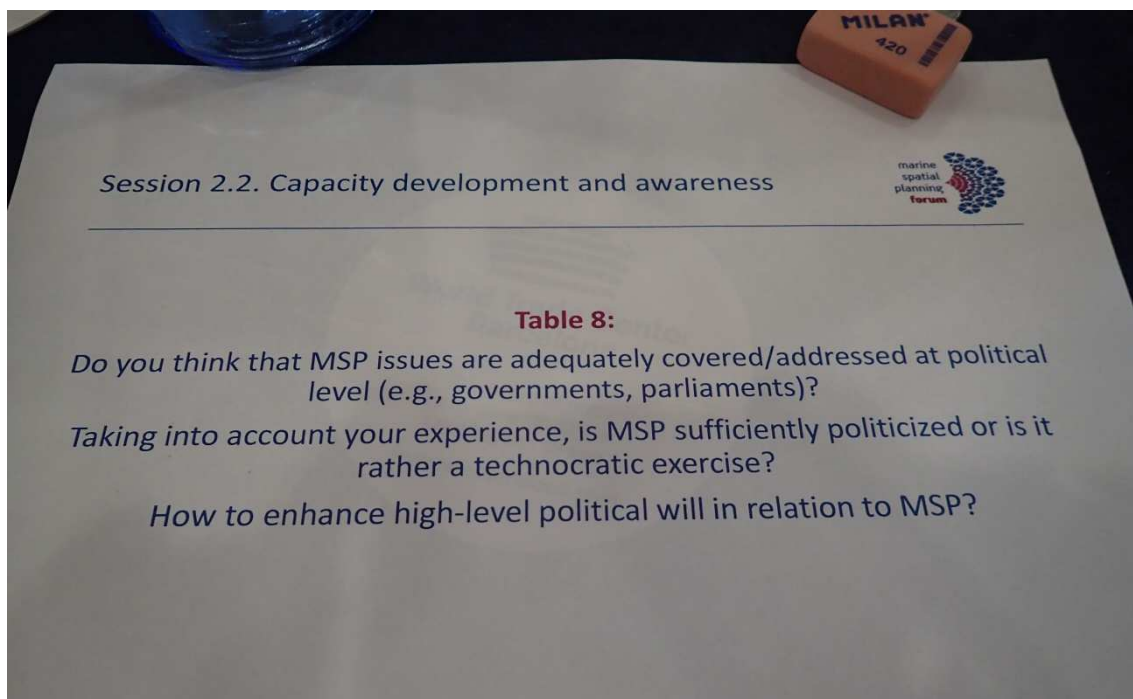 MILAN
420
Session 2.2. Capacity development and awareness
marine
spatial
planning
forum
Table 8:
Do you think that MSP issues are adequately covered/addressed at political
level (e.g., governments, parliaments)?
Taking into account your experience, is MSP sufficiently politicized or is it
rather a technocratic exercise?
How to enhance high-level political will in relation to MSP?